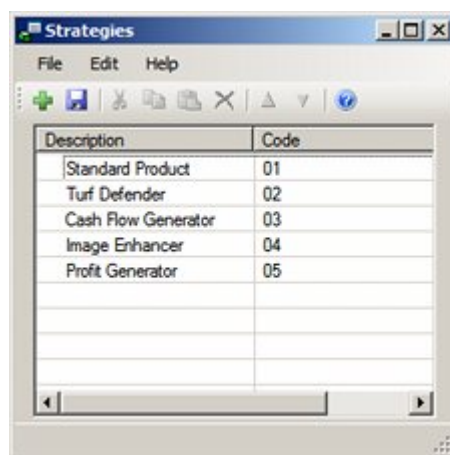 Strategies
File Edit Help
Description Code
Standard Product 01
Turf Defender 02
Cash Flow Generator 03
Image Enhancer 04
Profit Generator 05